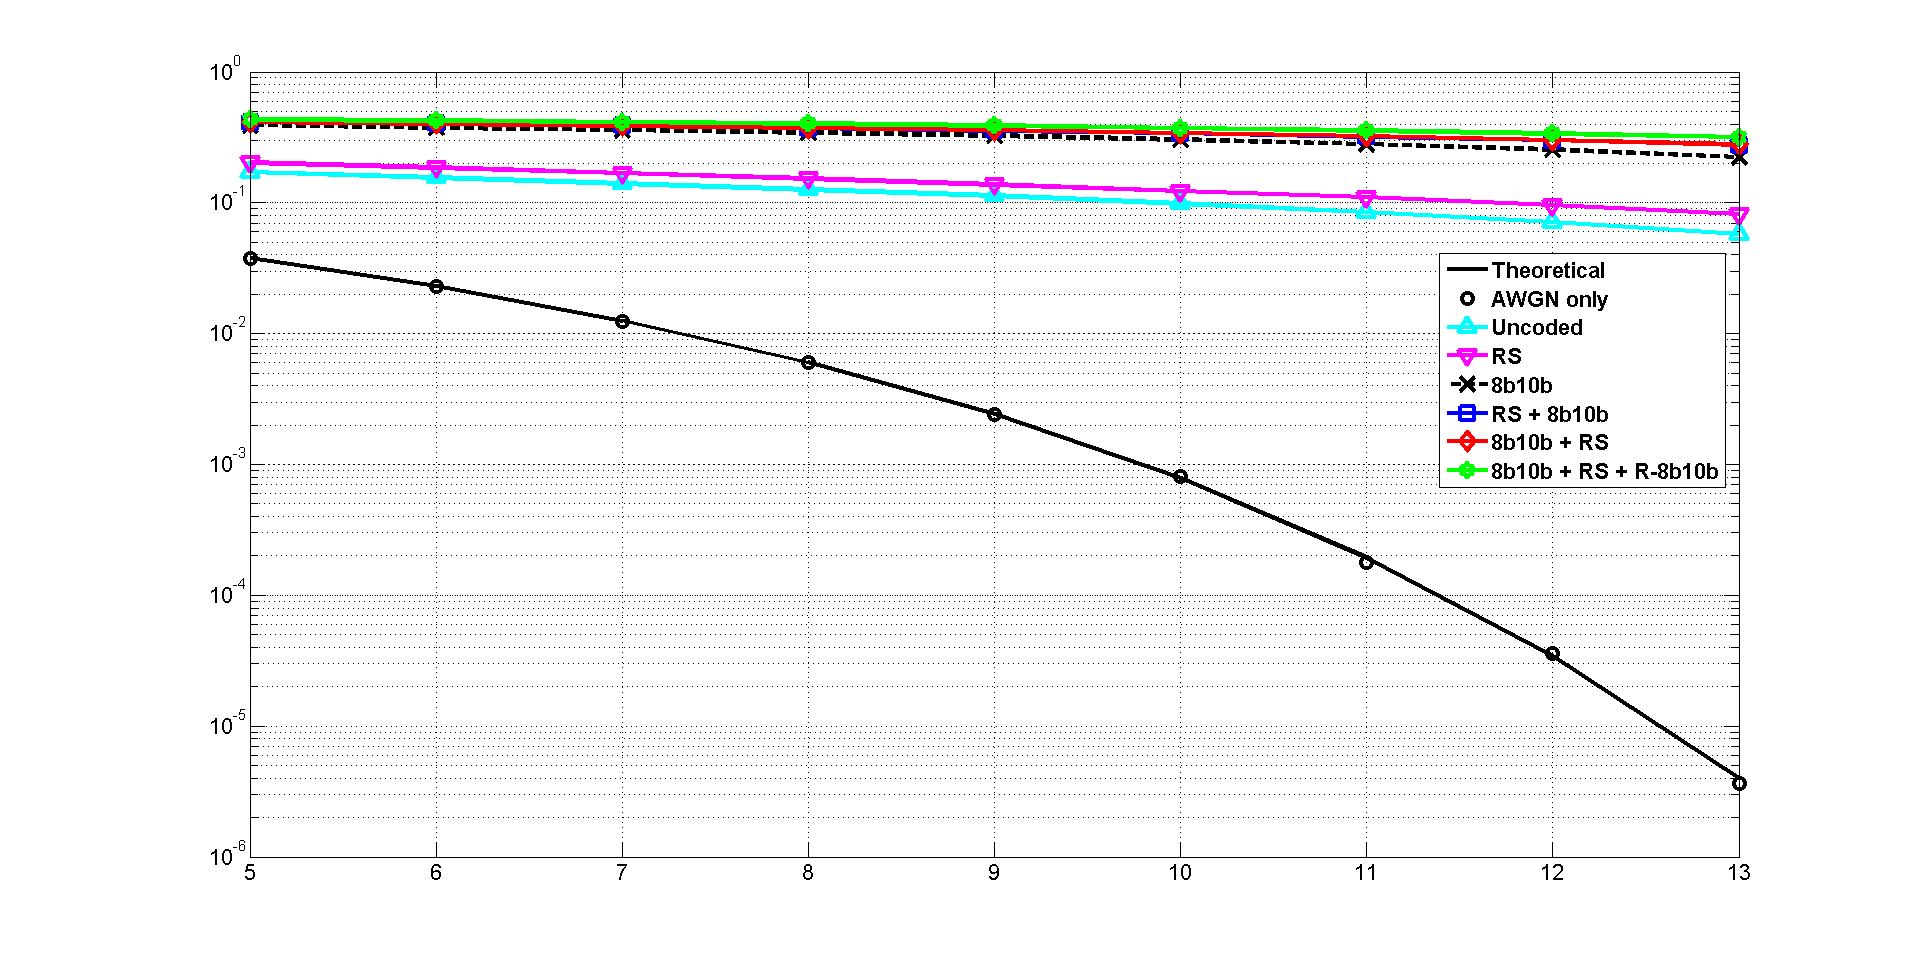 10^0
10^-1
10^-2
10^-3
10^-4
10^-5
10^-6
5 6 7 8 9 10 11 12 13
Theoretical
AWGN only
Uncoded
RS
8b10b
RS + 8b10b
8b10b + RS
8b10b + RS + R-8b10b